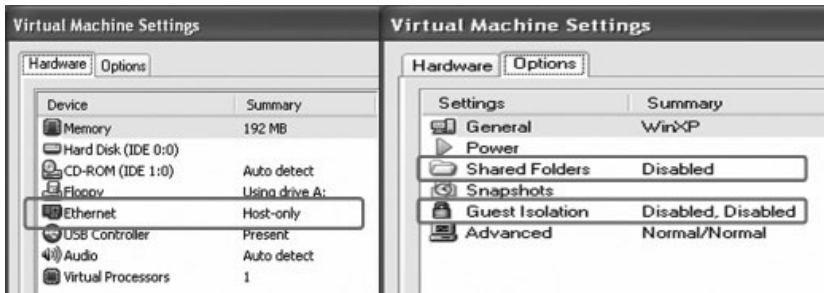 Virtual Machine Settings
Hardware Options
Device Summary
Memory 192 MB
Hard Disk (IDE 0:0)
CD-ROM (IDE 1:0) Auto detect
Floppy Using drive A:
Ethernet Host-only
USB Controller Present
Audio Auto detect
Virtual Processors 1
Virtual Machine Settings
Hardware Options
Settings Summary
General WinXP
Power
Shared Folders Disabled
Snapshots
Guest Isolation Disabled, Disabled
Advanced Normal/Normal